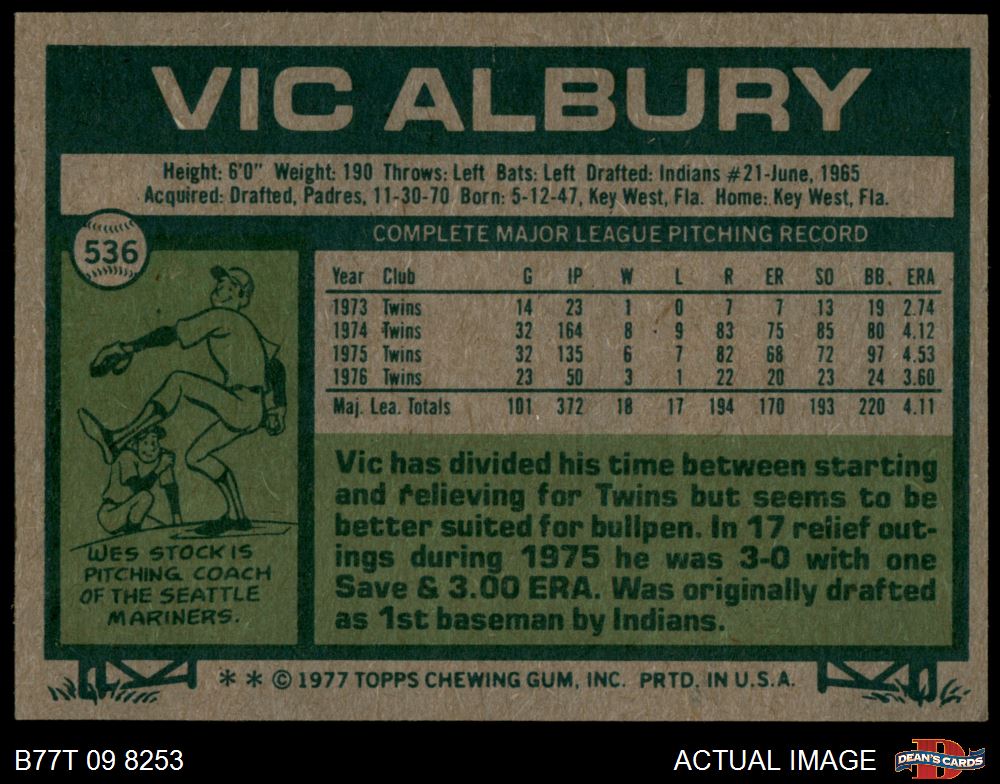 VIC ALBURY
Height: 6'0" Weight: 190 Throws: Left Bats: Left Drafted: Indians #21-June, 1965
Acquired: Drafted, Padres, 11-30-70 Born: 5-12-47, Key West, Fla. Home: Key West, Fla.
536
COMPLETE MAJOR LEAGUE PITCHING RECORD
Year Club G IP W L R ER SO BB ERA
1973 Twins 14 23 1 0 7 7 13 19 2.74
1974 Twins 32 164 8 9 83 75 85 80 4.12
1975 Twins 32 135 6 7 82 68 72 97 4.53
1976 Twins 23 50 3 1 22 20 23 24 3.60
Maj. Lea. Totals 101 372 18 17 194 170 193 220 4.11
Vic has divided his time between starting
and relieving for Twins but seems to be
better suited for bullpen. In 17 relief out-
ings during 1975 he was 3-0 with one
Save & 3.00 ERA. Was originally drafted
as 1st baseman by Indians.
WES STOCK IS
PITCHING COACH
OF THE SEATTLE
MARINERS.
* * © 1977 TOPPS CHEWING GUM, INC. PRTD. IN U.S.A.
B77T 09 8253
ACTUAL IMAGE
D
DEAN'S CARDS